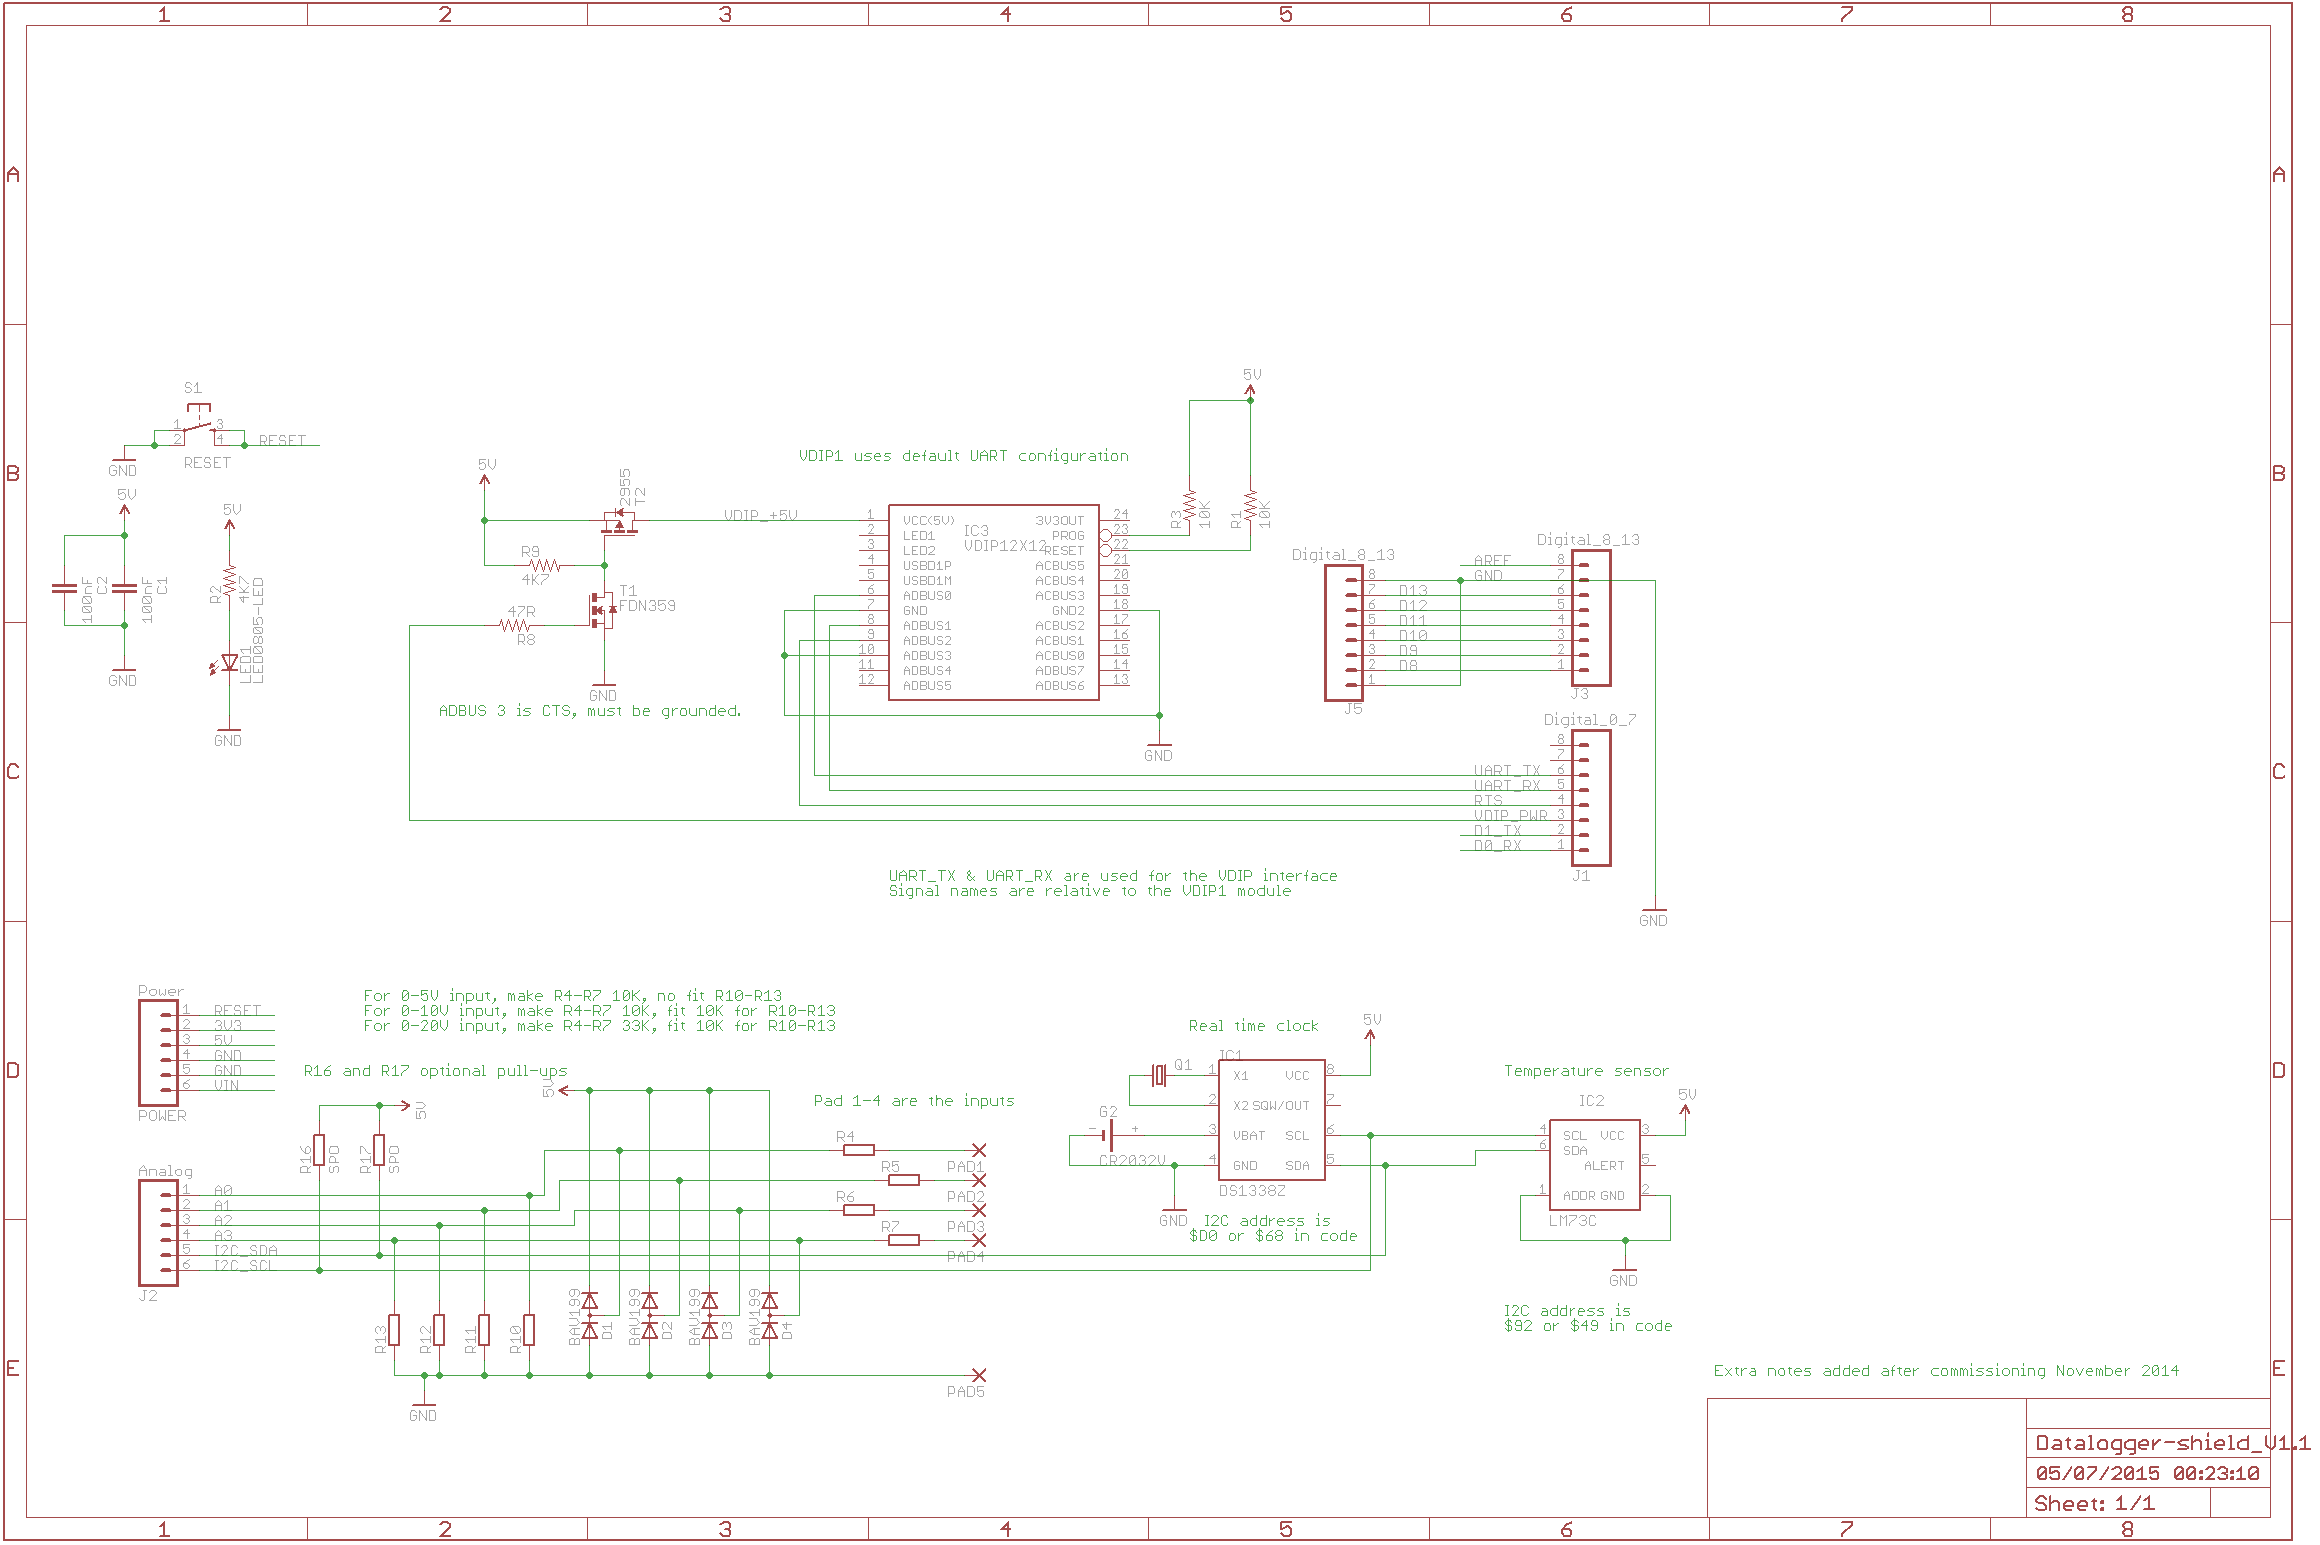 1 2 3 4 5 6 7 8
A A
B B
C C
D D
E E
S1
1 3
2 4
RESET
RESET
GND
5V
100nF
C2
100nF
C1
GND
5V
R2
4K7
LED1
LED0805-LED
GND
5V
2955
T2
VDIP_+5V
R9
4K7
T1
FDN359
47R
R8
GND
ADBUS 3 is CTS, must be grounded.
VDIP1 uses default UART configuration
IC3
VDIP12X12
1 VCC(5V) 3V3OUT 24
2 LED1 PROG 23
3 LED2 RESET 22
4 USBD1P ACBUS5 21
5 USBD1M ACBUS4 20
6 ADBUS0 ACBUS3 19
7 GND GND2 18
8 ADBUS1 ACBUS2 17
9 ADBUS2 ACBUS1 16
10 ADBUS3 ACBUS0 15
11 ADBUS4 ADBUS7 14
12 ADBUS5 ADBUS6 13
5V
R3
10K
R1
10K
GND
Digital_8_13
8
7 D13
6 D12
5 D11
4 D10
3 D9
2 D8
1
J5
Digital_8_13
AREF 8
GND 7
6
5
4
3
2
1
J3
Digital_0_7
8
7
UART_TX 6
UART_RX 5
RTS 4
VDIP_PWR 3
D1_TX 2
D0_RX 1
J1
GND
UART_TX & UART_RX are used for the VDIP interface
Signal names are relative to the VDIP1 module
Power
1 RESET
2 3V3
3 5V
4 GND
5 GND
6 VIN
POWER
For 0-5V input, make R4-R7 10K, no fit R10-R13
For 0-10V input, make R4-R7 10K, fit 10K for R10-R13
For 0-20V input, make R4-R7 33K, fit 10K for R10-R13
R16 and R17 optional pull-ups
5V
5V
R16
SPO
R17
SPO
Analog
1 A0
2 A1
3 A2
4 A3
5 I2C_SDA
6 I2C_SCL
J2
Pad 1-4 are the inputs
R4
PAD1
R5
PAD2
R6
PAD3
R7
PAD4
R13
R12
R11
R10
BAV199
D1
BAV199
D2
BAV199
D3
BAV199
D4
PAD5
GND
Real time clock
5V
IC1
Q1
1 X1 VCC 8
2 X2 SQW/OUT 7
3 VBAT SCL 6
4 GND SDA 5
DS1338Z
G2
- +
CR2032V
GND
I2C address is
$D0 or $68 in code
Temperature sensor
IC2
5V
4 SCL VCC 3
6 SDA
ALERT 5
1 ADDR GND 2
LM73C
GND
I2C address is
$92 or $49 in code
Extra notes added after commissioning November 2014
Datalogger-shield_V1.1
05/07/2015 00:23:10
Sheet: 1/1
1 2 3 4 5 6 7 8